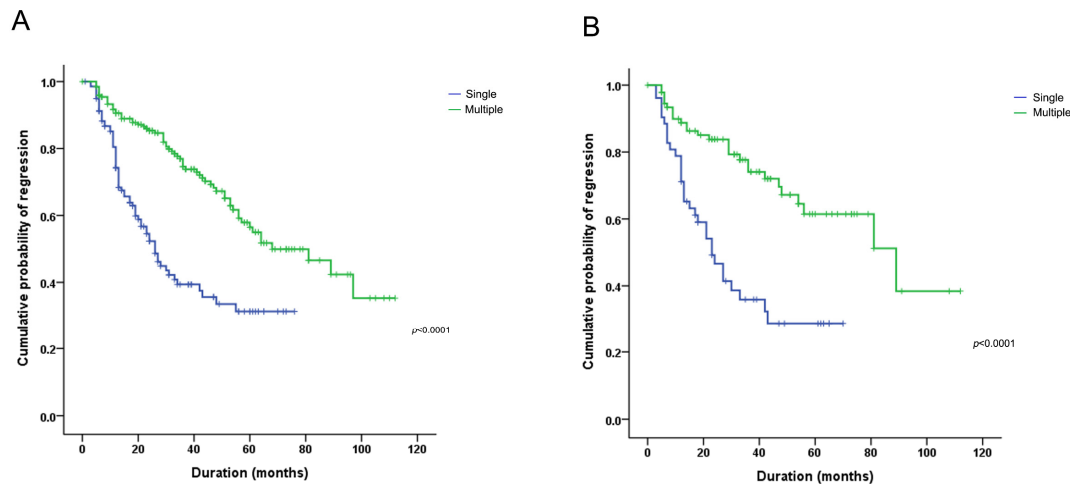 A
Cumulative probability of regression
1.0
0.8
0.6
0.4
0.2
0.0
0 20 40 60 80 100 120
Duration (months)
Single
Multiple
p<0.0001
B
Cumulative probability of regression
1.0
0.8
0.6
0.4
0.2
0.0
0 20 40 60 80 100 120
Duration (months)
Single
Multiple
p<0.0001